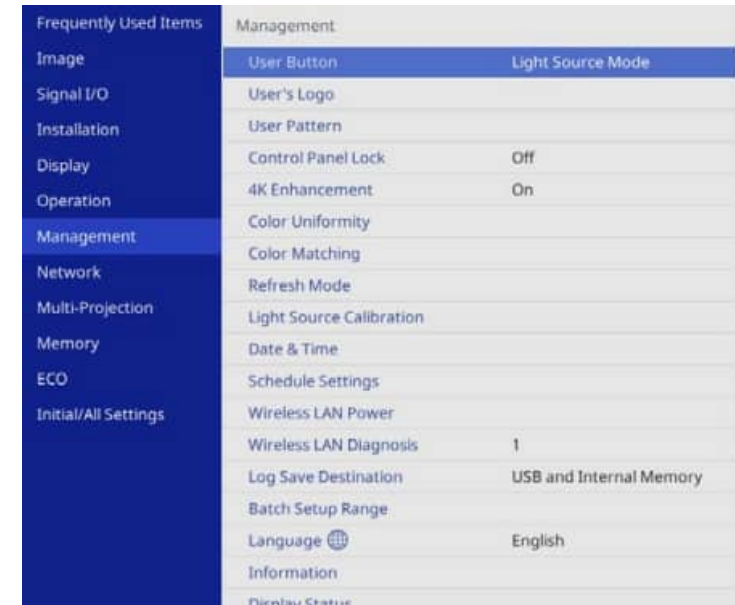 Frequently Used Items
Image
Signal I/O
Installation
Display
Operation
Management
Network
Multi-Projection
Memory
ECO
Initial/All Settings
Management
User Button Light Source Mode
User's Logo
User Pattern
Control Panel Lock Off
4K Enhancement On
Color Uniformity
Color Matching
Refresh Mode
Light Source Calibration
Date & Time
Schedule Settings
Wireless LAN Power
Wireless LAN Diagnosis 1
Log Save Destination USB and Internal Memory
Batch Setup Range
Language English
Information
Display Status